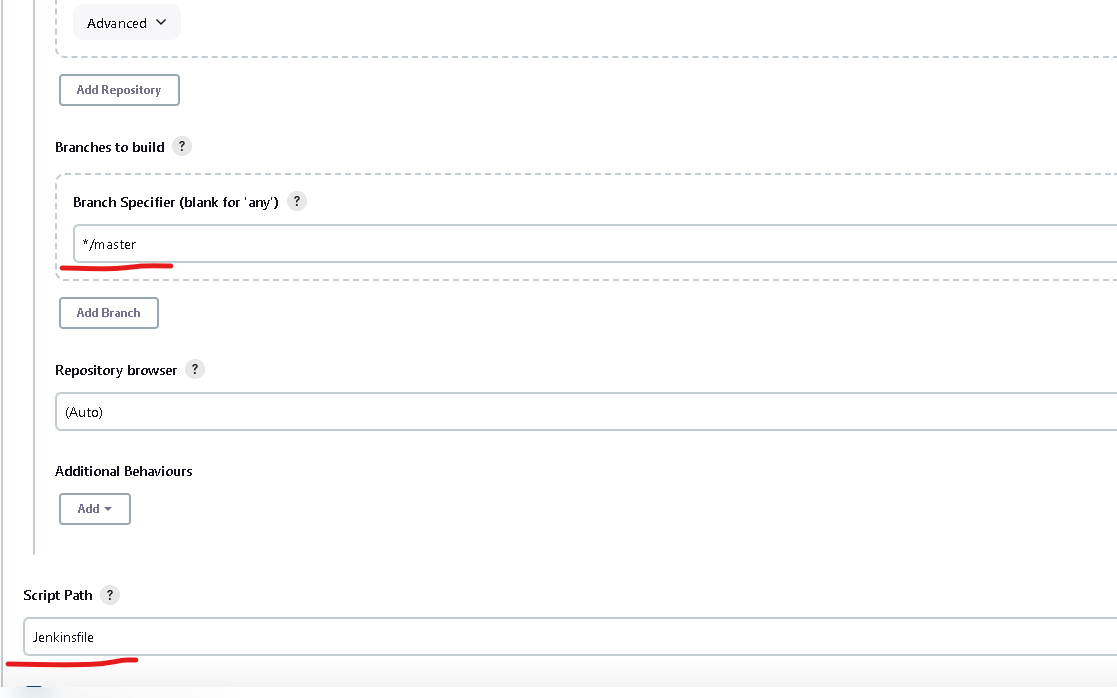 Advanced
Add Repository
Branches to build ?
Branch Specifier (blank for 'any') ?
*/master
Add Branch
Repository browser ?
(Auto)
Additional Behaviours
Add
Script Path ?
Jenkinsfile